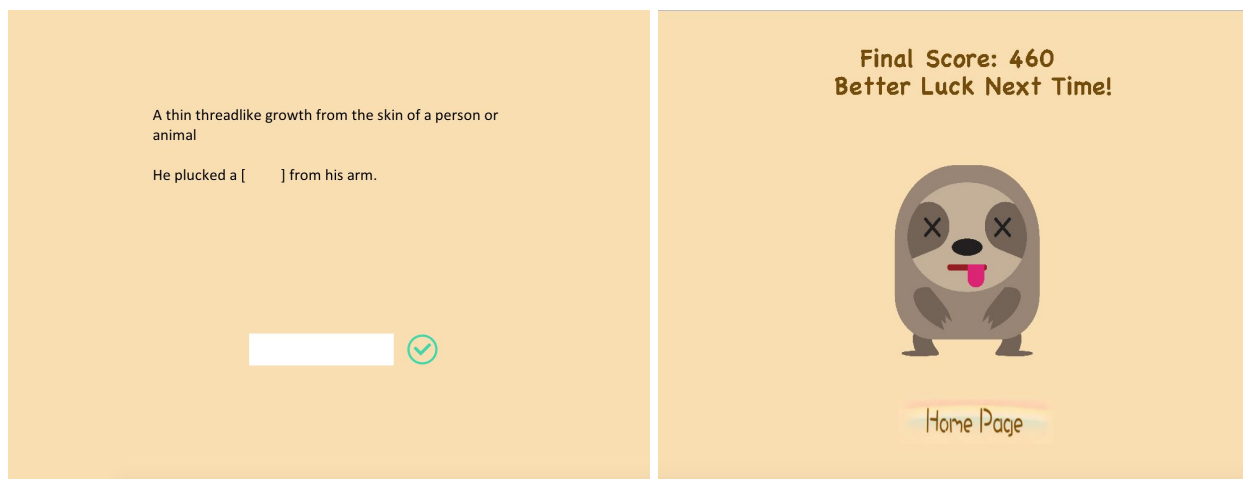 A thin threadlike growth from the skin of a person or
animal
He plucked a [ ] from his arm.
Final Score: 460
Better Luck Next Time!
Home Page